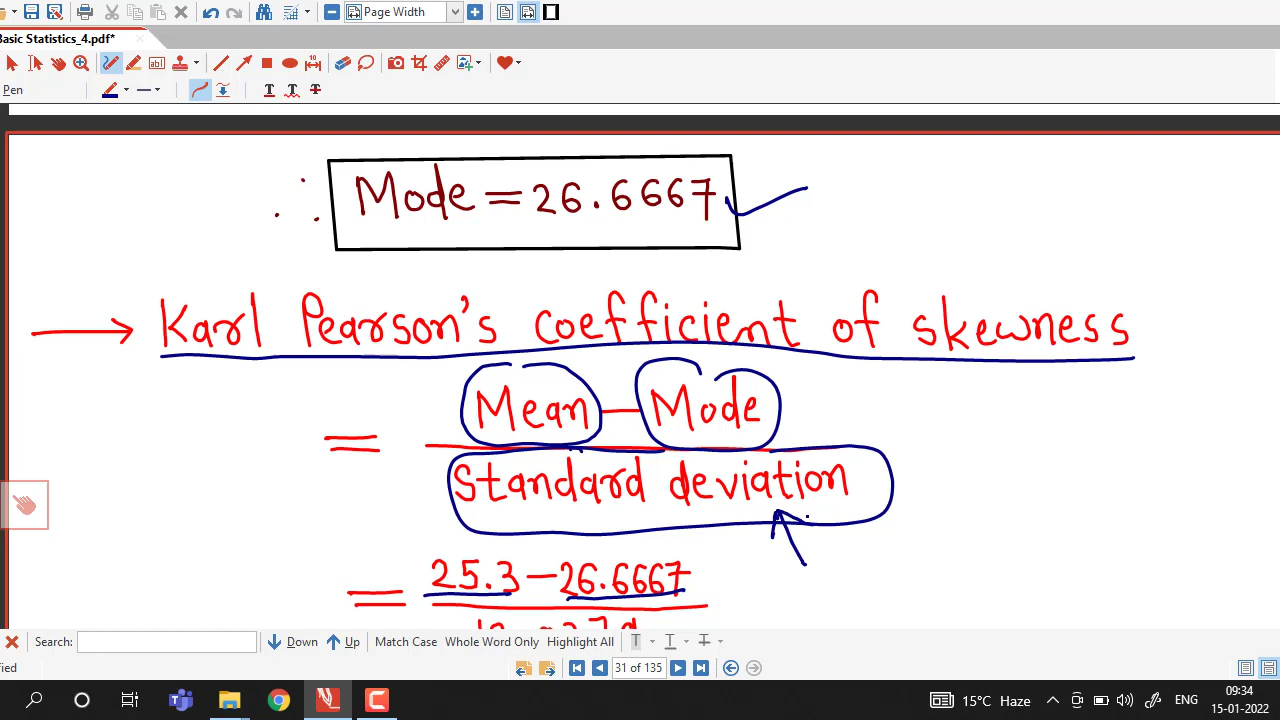 Page Width
Basic Statistics_4.pdf*
10
Pen
∴ Mode = 26.6667
→ Karl Pearson's coefficient of skewness
= Mean − Mode
Standard deviation
= 25.3 − 26.6667
Search: Down Up Match Case Whole Word Only Highlight All T T T
31 of 135
15°C Haze ENG
09:34
15-01-2022